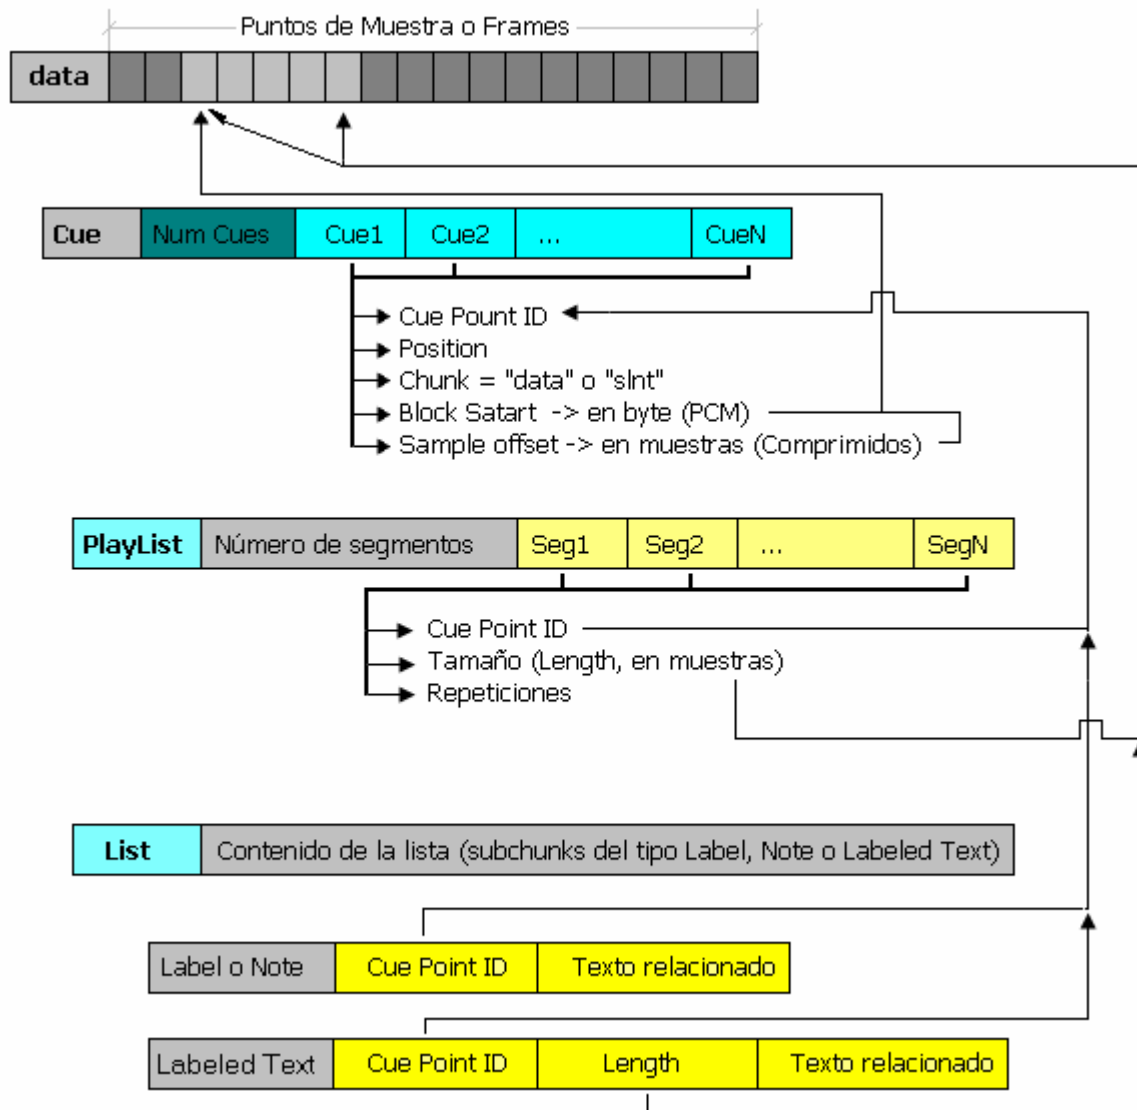 Puntos de Muestra o Frames
data
Cue Num Cues Cue1 Cue2 ... CueN
Cue Pount ID
Position
Chunk = "data" o "slnt"
Block Satart -> en byte (PCM)
Sample offset -> en muestras (Comprimidos)
PlayList Número de segmentos Seg1 Seg2 ... SegN
Cue Point ID
Tamaño (Length, en muestras)
Repeticiones
List Contenido de la lista (subchunks del tipo Label, Note o Labeled Text)
Label o Note Cue Point ID Texto relacionado
Labeled Text Cue Point ID Length Texto relacionado